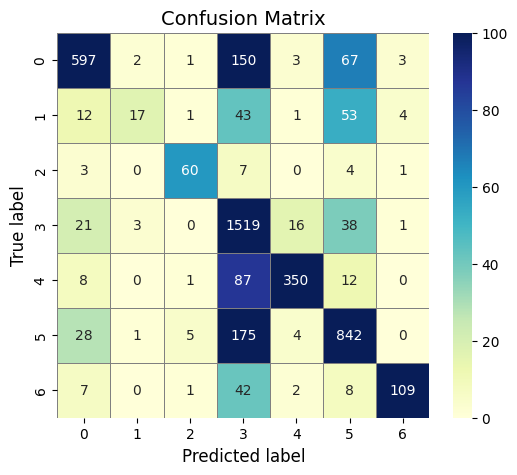 Confusion Matrix
0 597 2 1 150 3 67 3
1 12 17 1 43 1 53 4
2 3 0 60 7 0 4 1
3 21 3 0 1519 16 38 1
4 8 0 1 87 350 12 0
5 28 1 5 175 4 842 0
6 7 0 1 42 2 8 109
0 1 2 3 4 5 6
Predicted label
True label
100
80
60
40
20
0